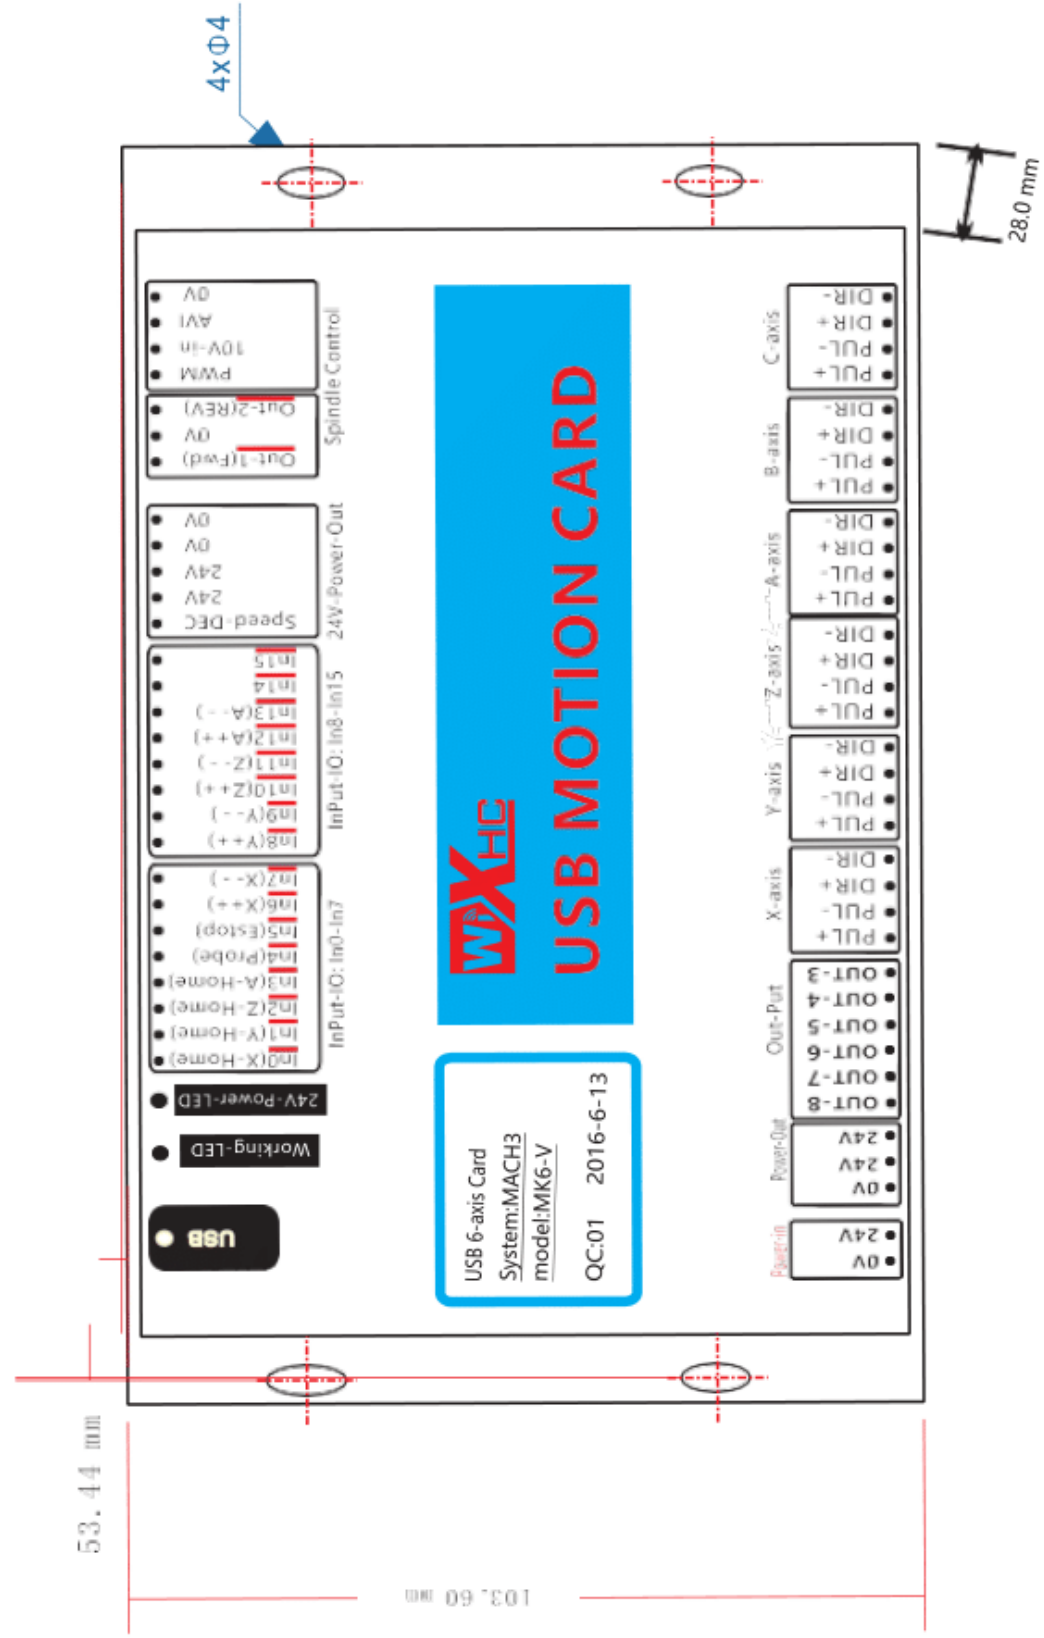 4xΦ4
28.0 mm
0V
AVI
10V-in
PWM
Out-2(REV)
0V
Out-1(Fwd)
Spindle Control
0V
0V
24V
24V
Speed-DEC
24V-Power-Out
In15
In14
In13(A--)
In12(A++)
In11(Z--)
In10(Z++)
In9(Y--)
In8(Y++)
InPut-IO: In8-In15
In7(X--)
In6(X++)
In5(Estop)
In4(Probe)
In3(A-Home)
In2(Z-Home)
In1(Y-Home)
In0(X-Home)
InPut-IO: In0-In7
24V-Power-LED
Working-LED
USB
WiXHC
USB MOTION CARD
USB 6-axis Card
System:MACH3
model:MK6-V
QC:01 2016-6-13
C-axis
DIR-
DIR+
PUL-
PUL+
B-axis
DIR-
DIR+
PUL-
PUL+
A-axis
DIR-
DIR+
PUL-
PUL+
Z-axis
DIR-
DIR+
PUL-
PUL+
Y-axis
DIR-
DIR+
PUL-
PUL+
X-axis
DIR-
DIR+
PUL-
PUL+
Out-Put
OUT-3
OUT-4
OUT-5
OUT-6
OUT-7
OUT-8
Power-Out
24V
24V
0V
Power-in
24V
0V
53.44 mm
103.60 mm